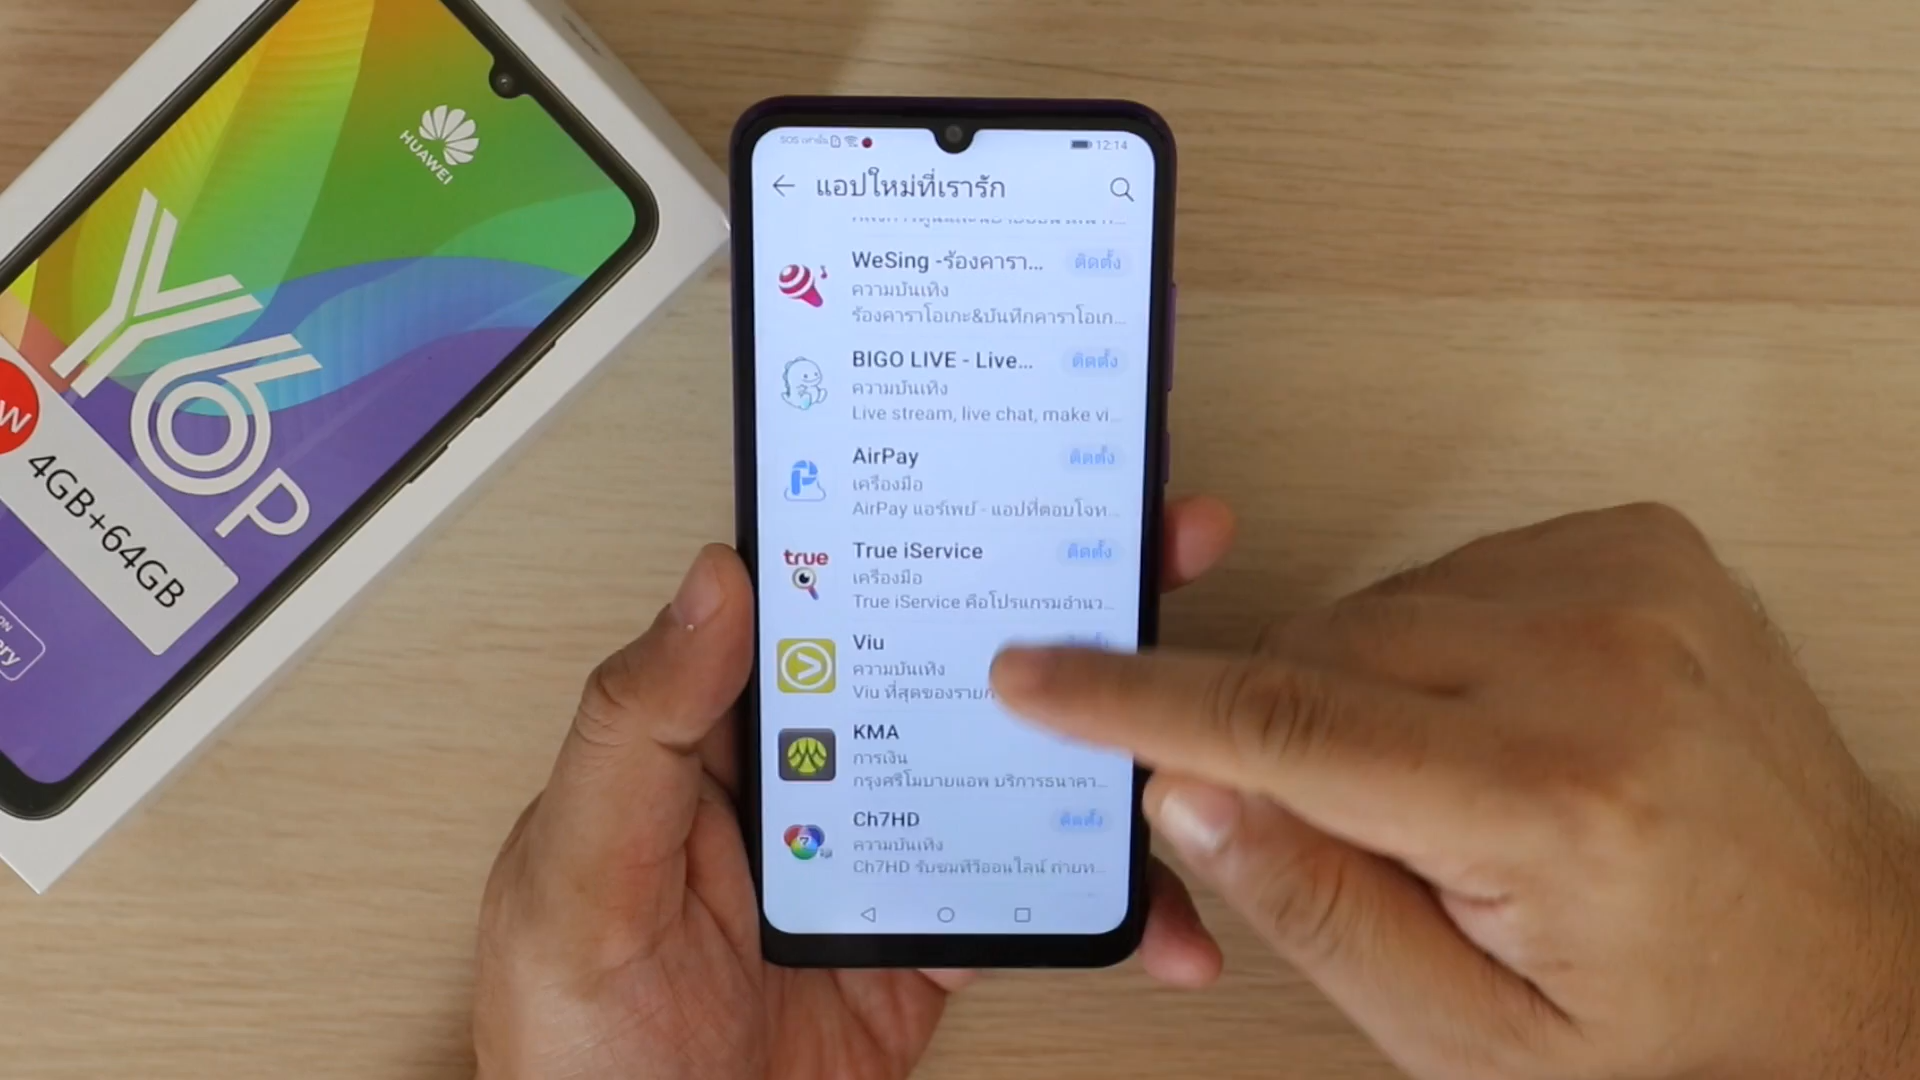 HUAWEI
Y6P
4GB+64GB
12:14
แอปใหม่ที่เรารัก
WeSing -ร้องคารา...
ติดตั้ง
ความบันเทิง
ร้องคาราโอเกะ&บันทึกคาราโอเก...
BIGO LIVE - Live...
ติดตั้ง
ความบันเทิง
Live stream, live chat, make vi...
AirPay
ติดตั้ง
เครื่องมือ
AirPay แอร์เพย์ - แอปที่ตอบโจท...
true
True iService
ติดตั้ง
เครื่องมือ
True iService คือโปรแกรมอำนว...
Viu
ติดตั้ง
ความบันเทิง
Viu ที่สุดของราย
KMA
การเงิน
กรุงศรีโมบายแอพ บริการธนาคา...
7
Ch7HD
ติดตั้ง
ความบันเทิง
Ch7HD รับชมทีวีออนไลน์ ถ่ายท...